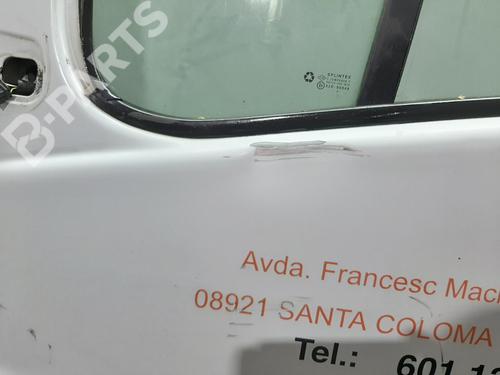 B-PARTS
SPLINTEX
Avda. Francesc Mac
08921 SANTA COLOMA
Tel.: 601 1